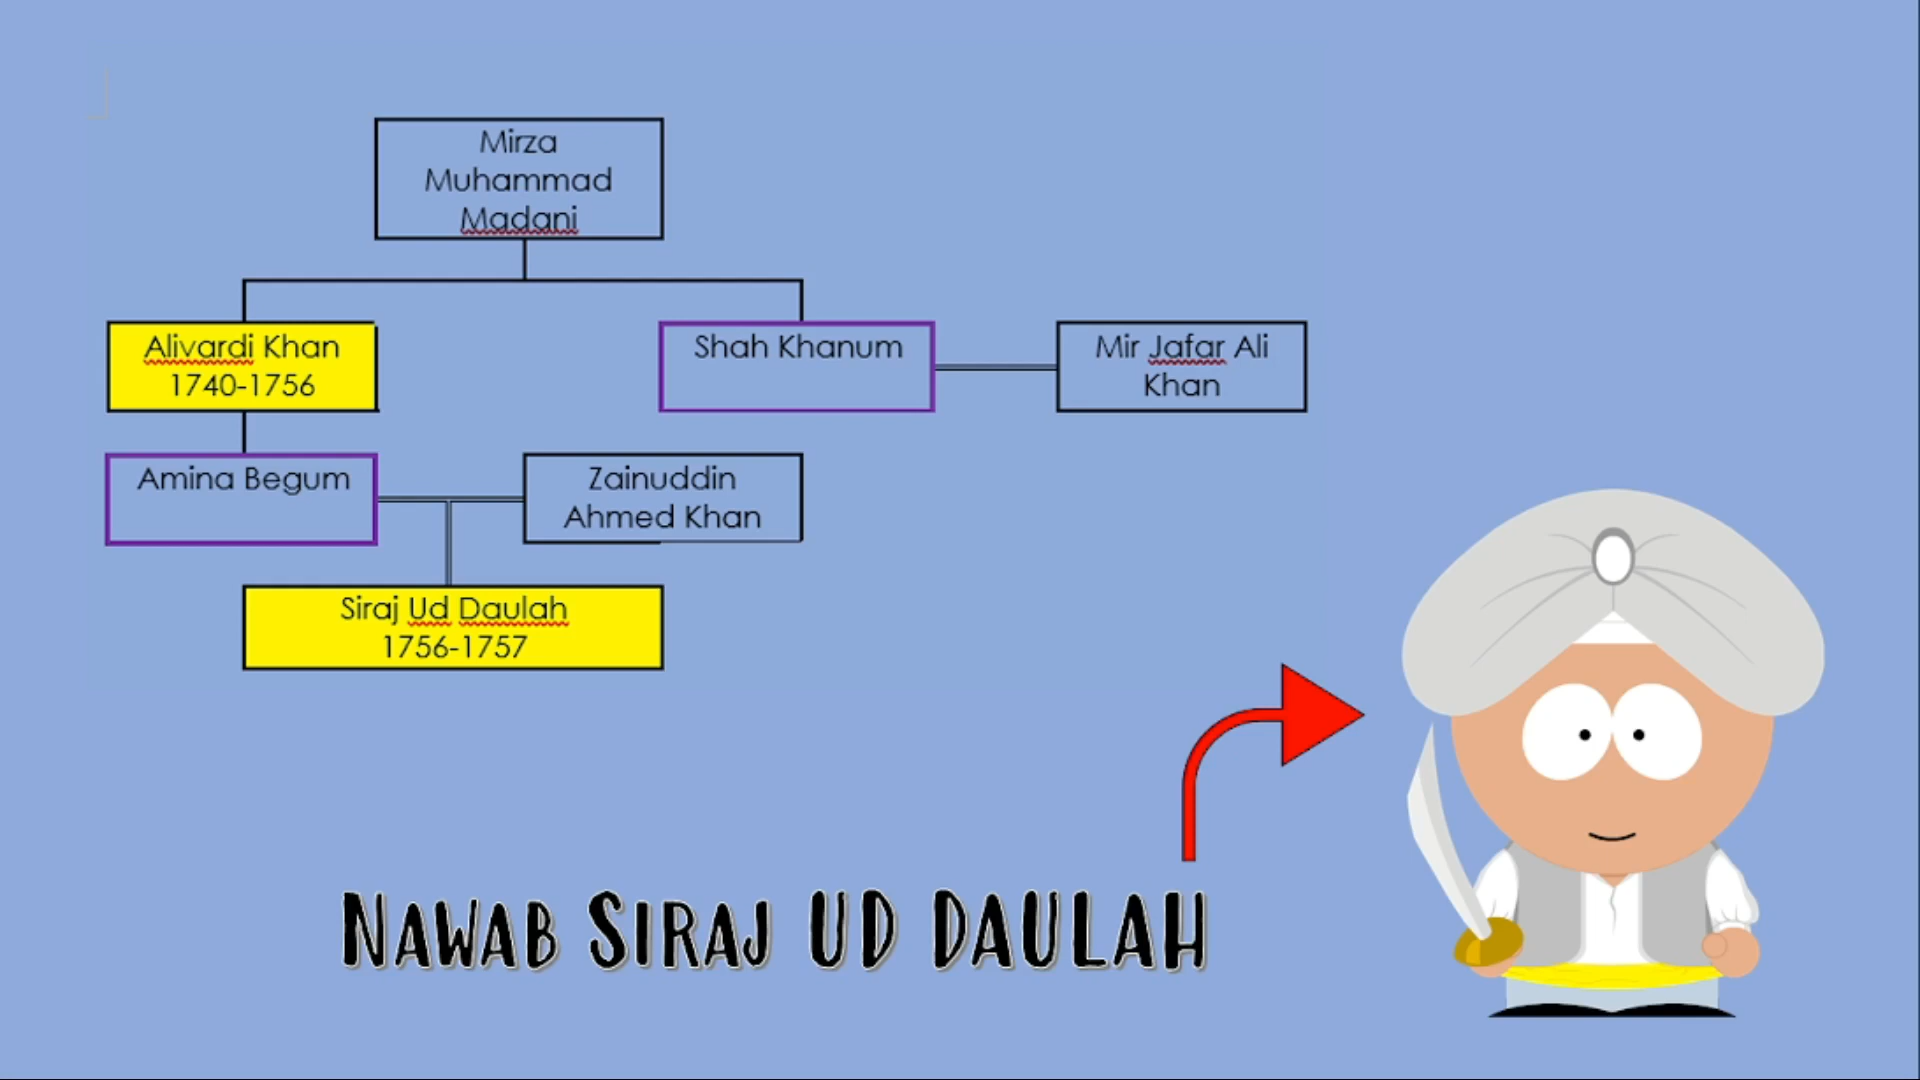 Mirza
Muhammad
Madani
Alivardi Khan
1740-1756
Shah Khanum
Mir Jafar Ali
Khan
Amina Begum
Zainuddin
Ahmed Khan
Siraj Ud Daulah
1756-1757
NAWAB SIRAJ UD DAULAH